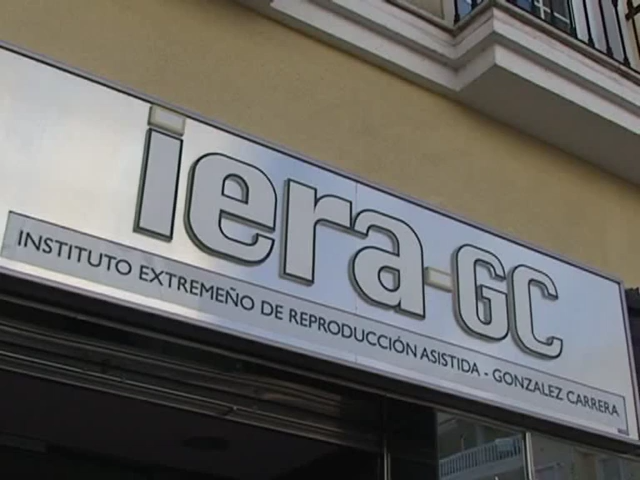 iera-GC
INSTITUTO EXTREMEÑO DE REPRODUCCIÓN ASISTIDA - GONZALEZ CARRERA